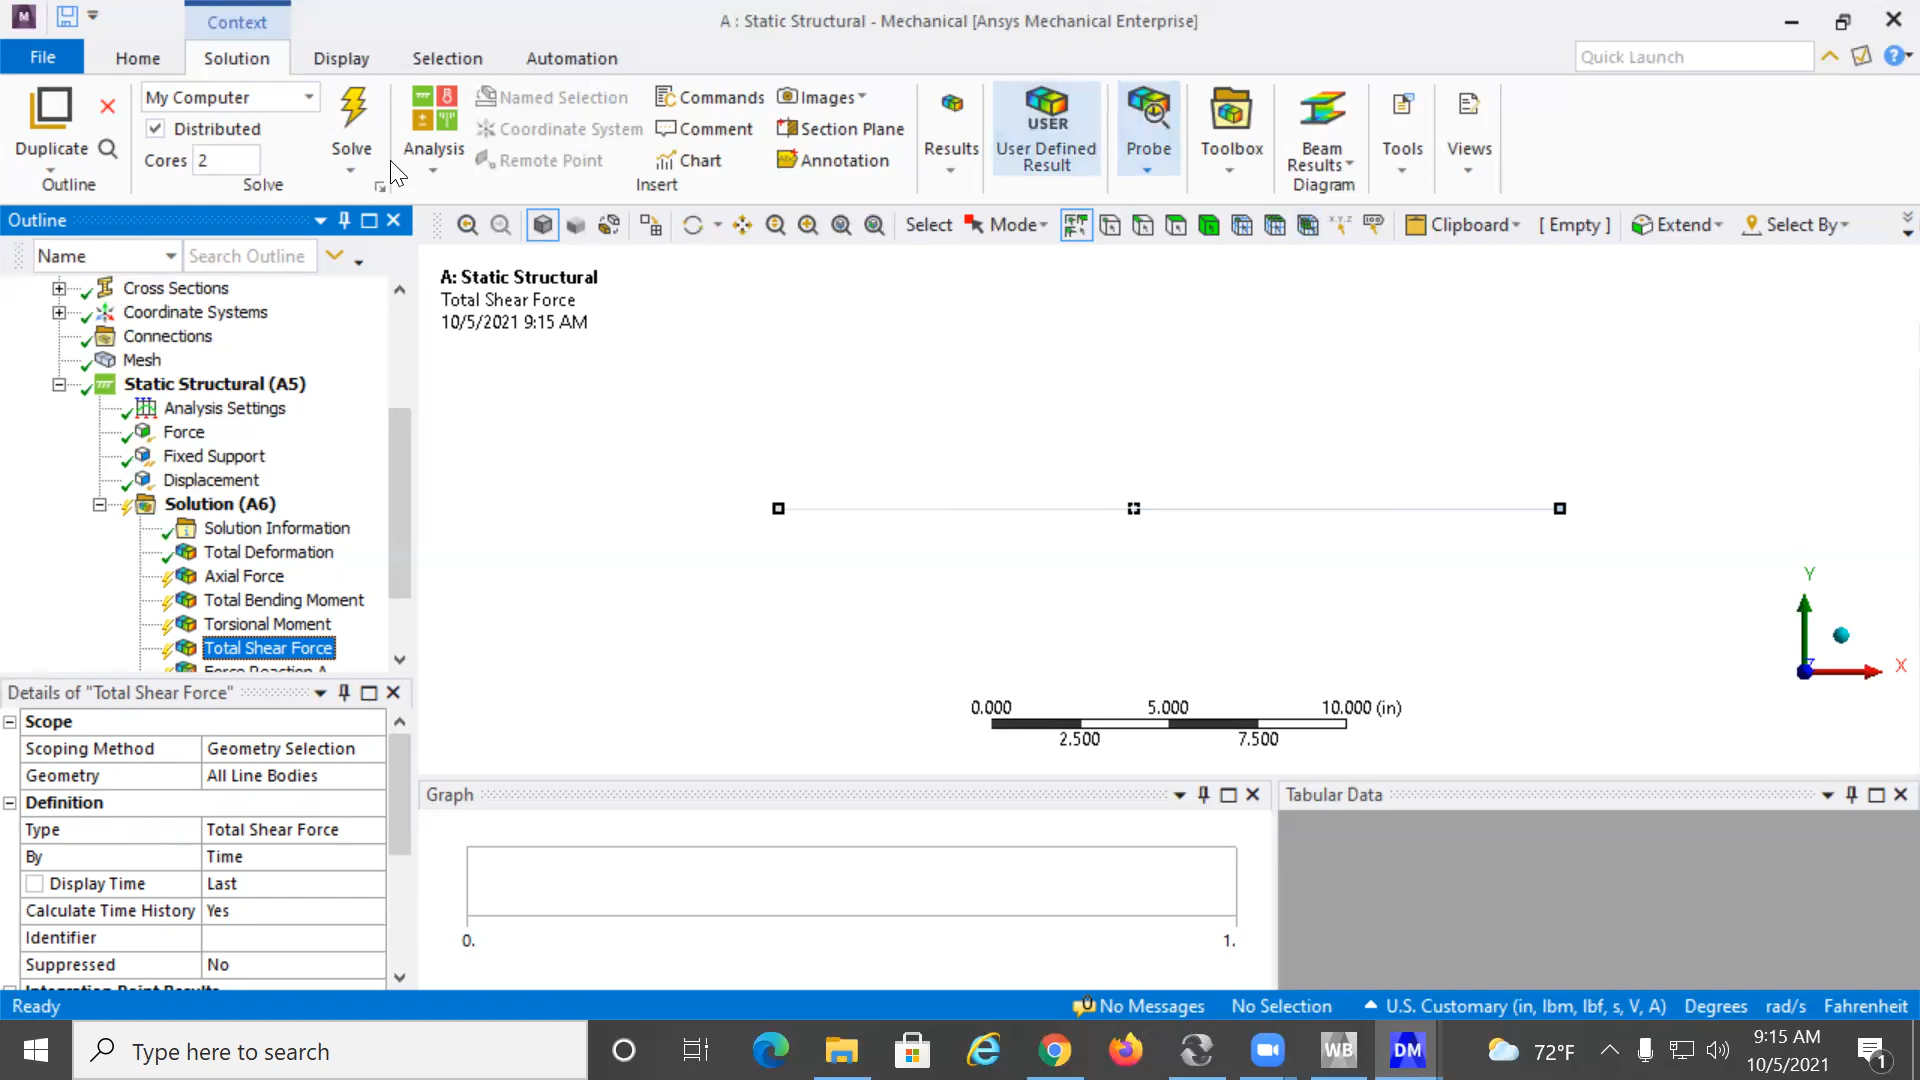 M
Context
A : Static Structural - Mechanical [Ansys Mechanical Enterprise]
File
Home
Solution
Display
Selection
Automation
Quick Launch
Duplicate
Outline
My Computer
Distributed
Cores 2
Solve
Solve
Analysis
Named Selection
Coordinate System
Remote Point
Commands
Comment
Chart
Images
Section Plane
Annotation
Insert
Results
USER
User Defined
Result
Probe
Toolbox
Beam
Results
Diagram
Tools
Views
Outline
Select
Mode
Clipboard
[ Empty ]
Extend
Select By
Name
Search Outline
Cross Sections
Coordinate Systems
Connections
Mesh
Static Structural (A5)
Analysis Settings
Force
Fixed Support
Displacement
Solution (A6)
Solution Information
Total Deformation
Axial Force
Total Bending Moment
Torsional Moment
Total Shear Force
Force Reaction A
A: Static Structural
Total Shear Force
10/5/2021 9:15 AM
Y
X
0.000
5.000
10.000 (in)
2.500
7.500
Details of "Total Shear Force"
Scope
Scoping Method
Geometry Selection
Geometry
All Line Bodies
Definition
Type
Total Shear Force
By
Time
Display Time
Last
Calculate Time History
Yes
Identifier
Suppressed
No
Integration Point Results
Graph
0.
1.
Tabular Data
Ready
No Messages
No Selection
U.S. Customary (in, lbm, lbf, s, V, A)
Degrees
rad/s
Fahrenheit
Type here to search
WB
DM
72°F
9:15 AM
10/5/2021
1